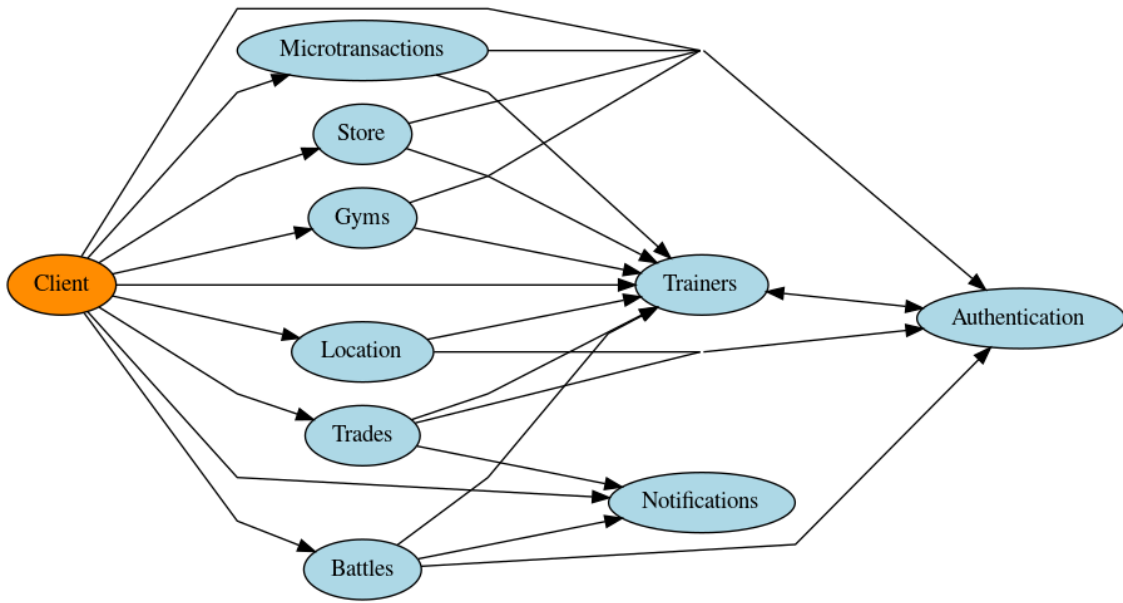 Microtransactions
Store
Gyms
Client
Trainers
Authentication
Location
Trades
Notifications
Battles